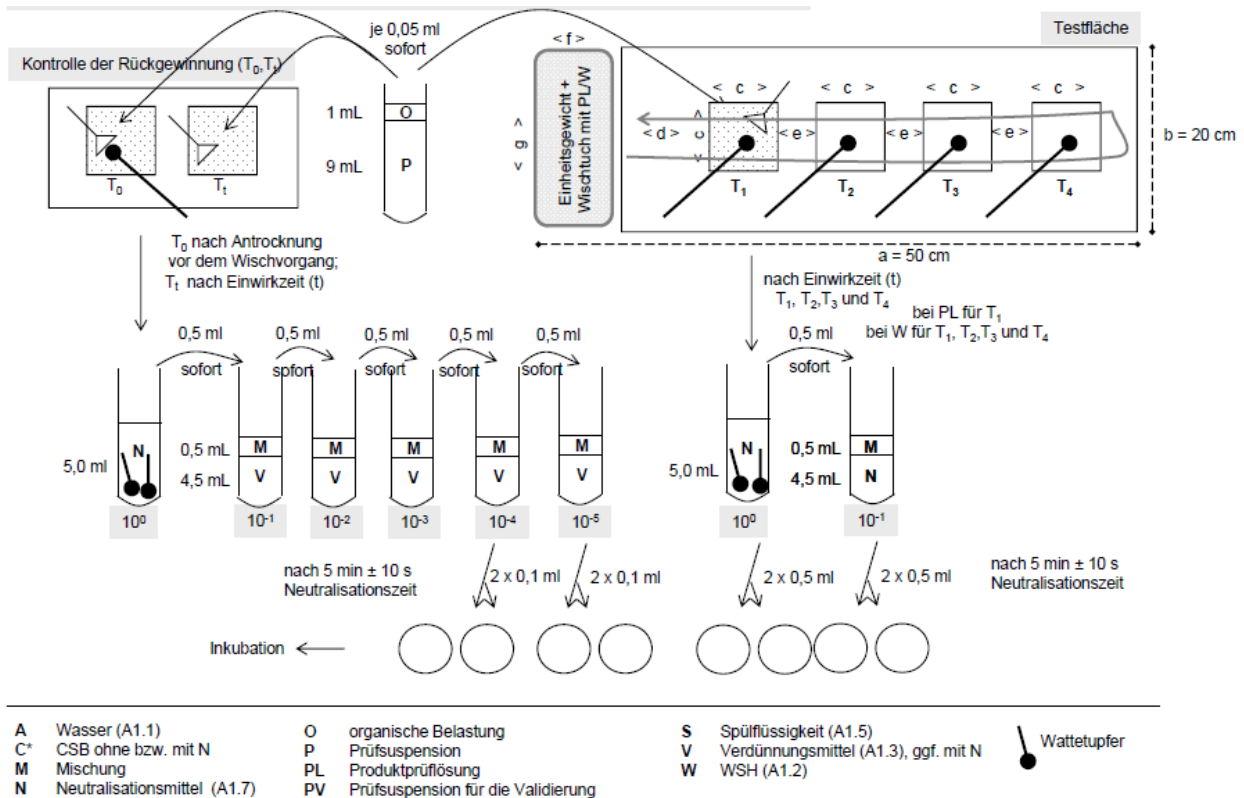 je 0,05 ml
sofort
Kontrolle der Rückgewinnung (T0,Tt)
1 mL
O
9 mL
P
T0
Tt
< f >
< g >
Einheitsgewicht +
Wischtuch mit PL/W
Testfläche
< c >
< c >
< c >
< c >
< d >
< c >
< e >
< e >
< e >
T1
T2
T3
T4
b = 20 cm
a = 50 cm
T0 nach Antrocknung
vor dem Wischvorgang;
Tt nach Einwirkzeit (t)
nach Einwirkzeit (t)
T1, T2,T3 und T4
bei PL für T1
bei W für T1, T2,T3 und T4
0,5 ml
0,5 ml
0,5 ml
0,5 ml
0,5 ml
0,5 ml
sofort
sofort
sofort
sofort
sofort
sofort
N
5,0 ml
0,5 mL
4,5 mL
M
M
M
M
M
V
V
V
V
V
N
5,0 mL
0,5 mL
4,5 mL
M
N
10⁰
10⁻¹
10⁻²
10⁻³
10⁻⁴
10⁻⁵
10⁰
10⁻¹
nach 5 min ± 10 s
Neutralisationszeit
2 x 0,1 ml
2 x 0,1 ml
2 x 0,5 ml
2 x 0,5 ml
nach 5 min ± 10 s
Neutralisationszeit
Inkubation
A Wasser (A1.1)
C* CSB ohne bzw. mit N
M Mischung
N Neutralisationsmittel (A1.7)
O organische Belastung
P Prüfsuspension
PL Produktprüflösung
PV Prüfsuspension für die Validierung
S Spülflüssigkeit (A1.5)
V Verdünnungsmittel (A1.3), ggf. mit N
W WSH (A1.2)
Wattetupfer